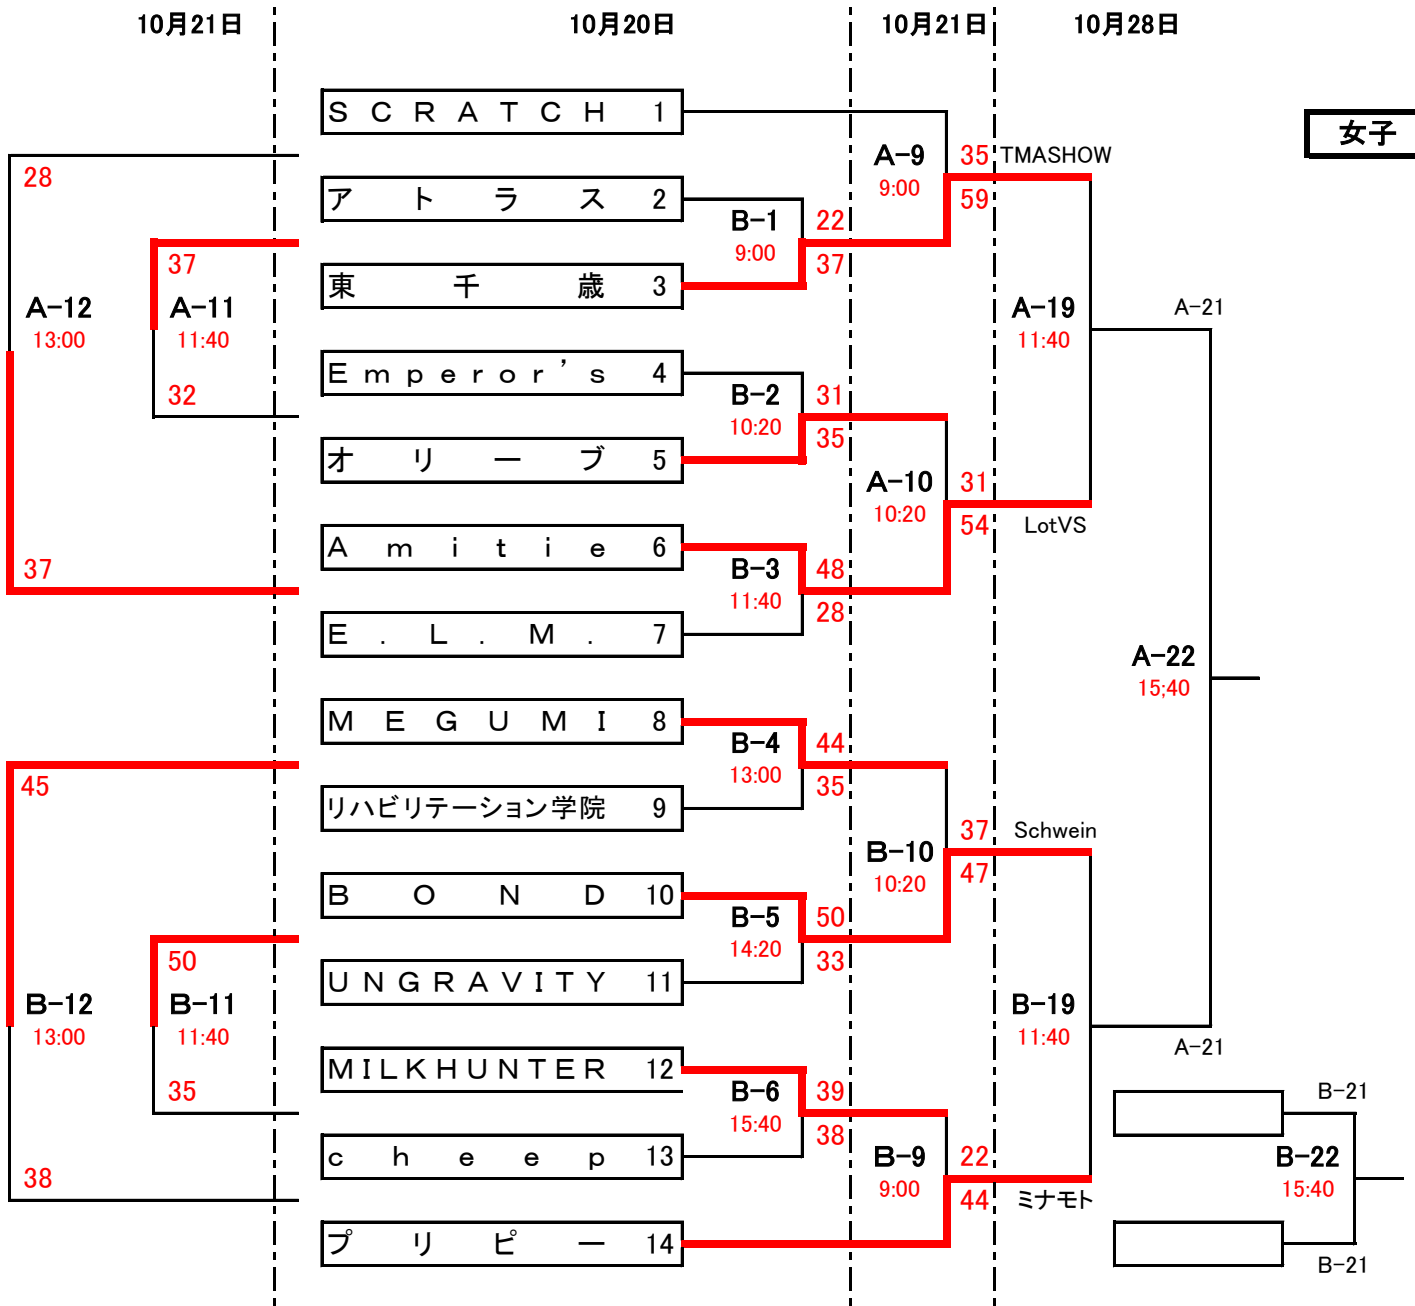 10月21日 10月20日 10月21日 10月28日
女子
SCRATCH 1
A-9 35 TMASHOW
9:00 59
28
アトラス 2
B-1 22
9:00 37
37
東千歳 3
A-12 A-11 A-19 A-21
13:00 11:40 11:40
Emperor's 4
32
B-2 31
10:20 35
オリーブ 5
A-10 31
10:20 54 LotVS
Amitie 6
37
B-3 48
11:40 28
E.L.M. 7
A-22
15;40
MEGUMI 8
B-4 44
13:00 35
45
リハビリテーション学院 9
B-10 37 Schwein
10:20 47
BOND 10
B-5 50
14:20 33
50
UNGRAVITY 11
B-12 B-11 B-19
13:00 11:40 11:40
A-21
MILKHUNTER 12
35
B-6 39 B-21
15:40 38
cheep 13
38
B-9 22 B-22
9:00 44 ミナモト 15:40
プリピー 14
B-21